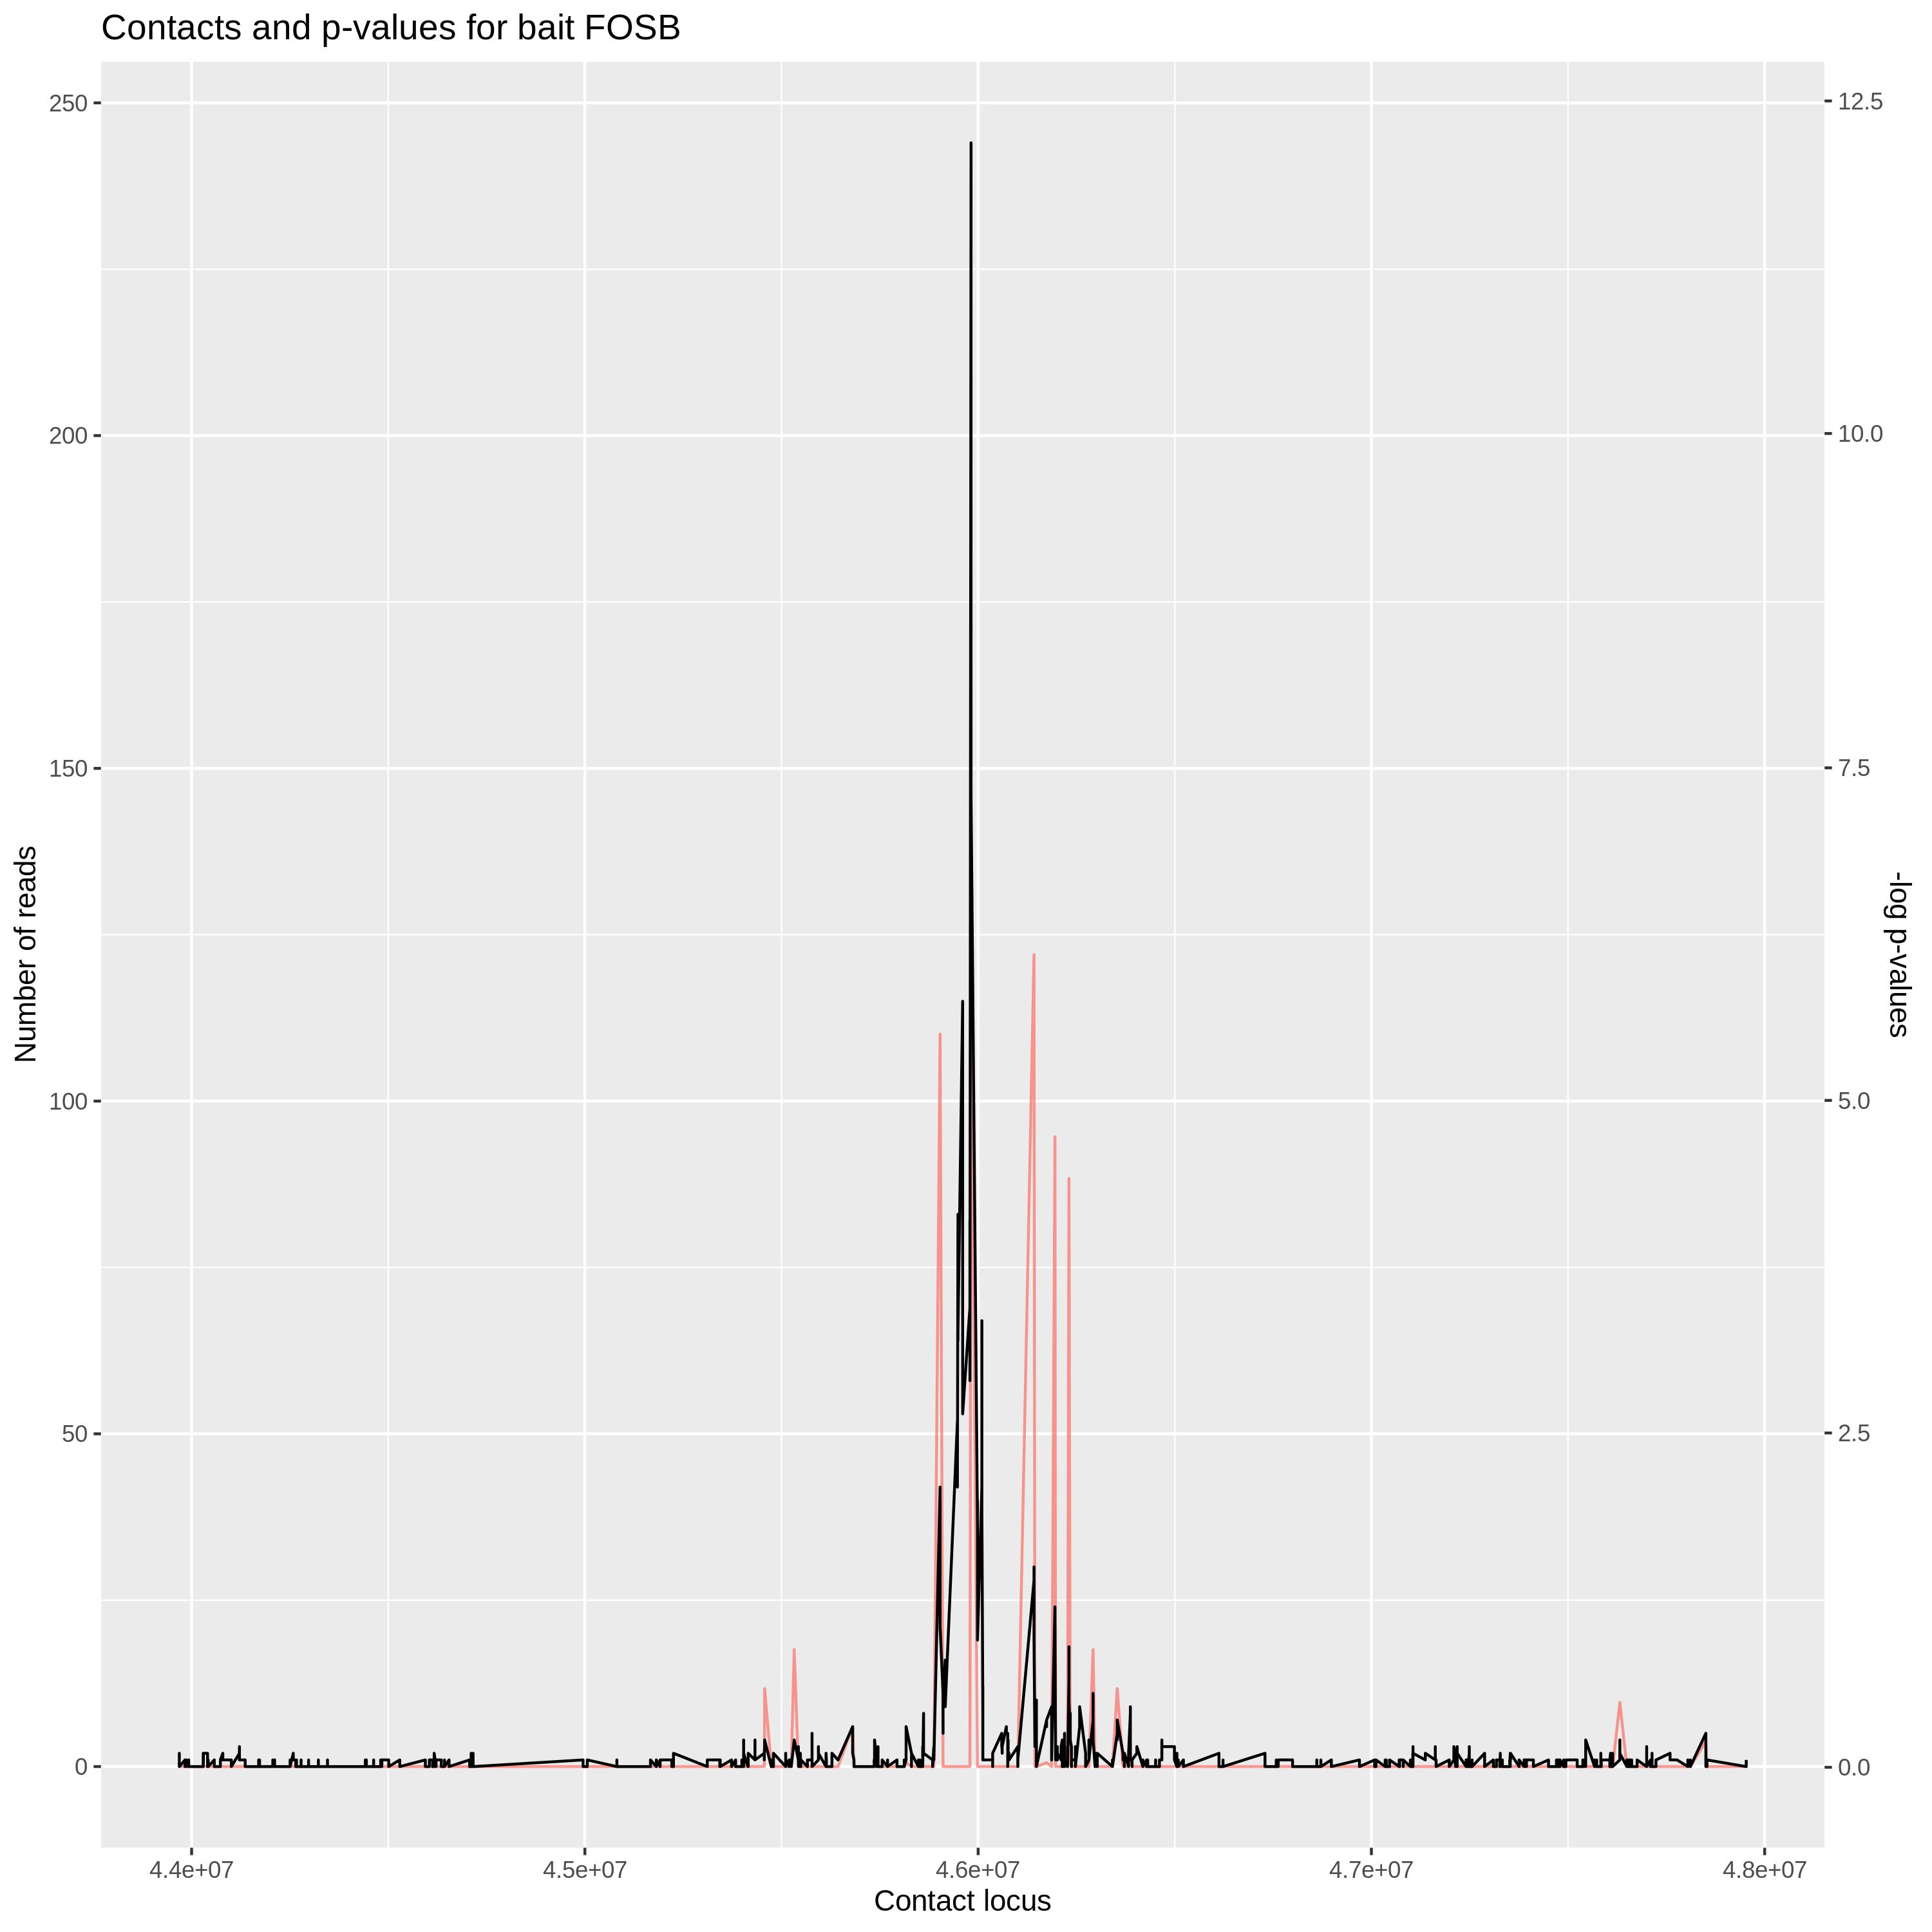 Contacts and p-values for bait FOSB
250
200
150
100
50
0
Number of reads
12.5
10.0
7.5
5.0
2.5
0.0
-log p-values
4.4e+07 4.5e+07 4.6e+07 4.7e+07 4.8e+07
Contact locus